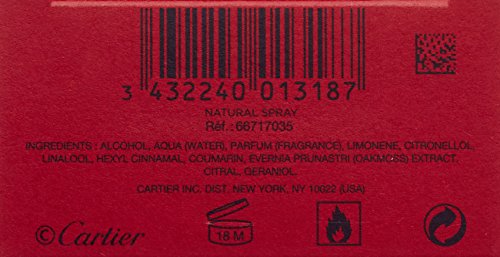 3 432240 013187
NATURAL SPRAY
Réf.: 66717035
INGREDIENTS : ALCOHOL, AQUA (WATER), PARFUM (FRAGRANCE), LIMONENE, CITRONELLOL,
LINALOOL, HEXYL CINNAMAL, COUMARIN, EVERNIA PRUNASTRI (OAKMOSS) EXTRACT,
CITRAL, GERANIOL.
CARTIER INC. DIST. NEW YORK, NY 10022 (USA)
©Cartier
18 M